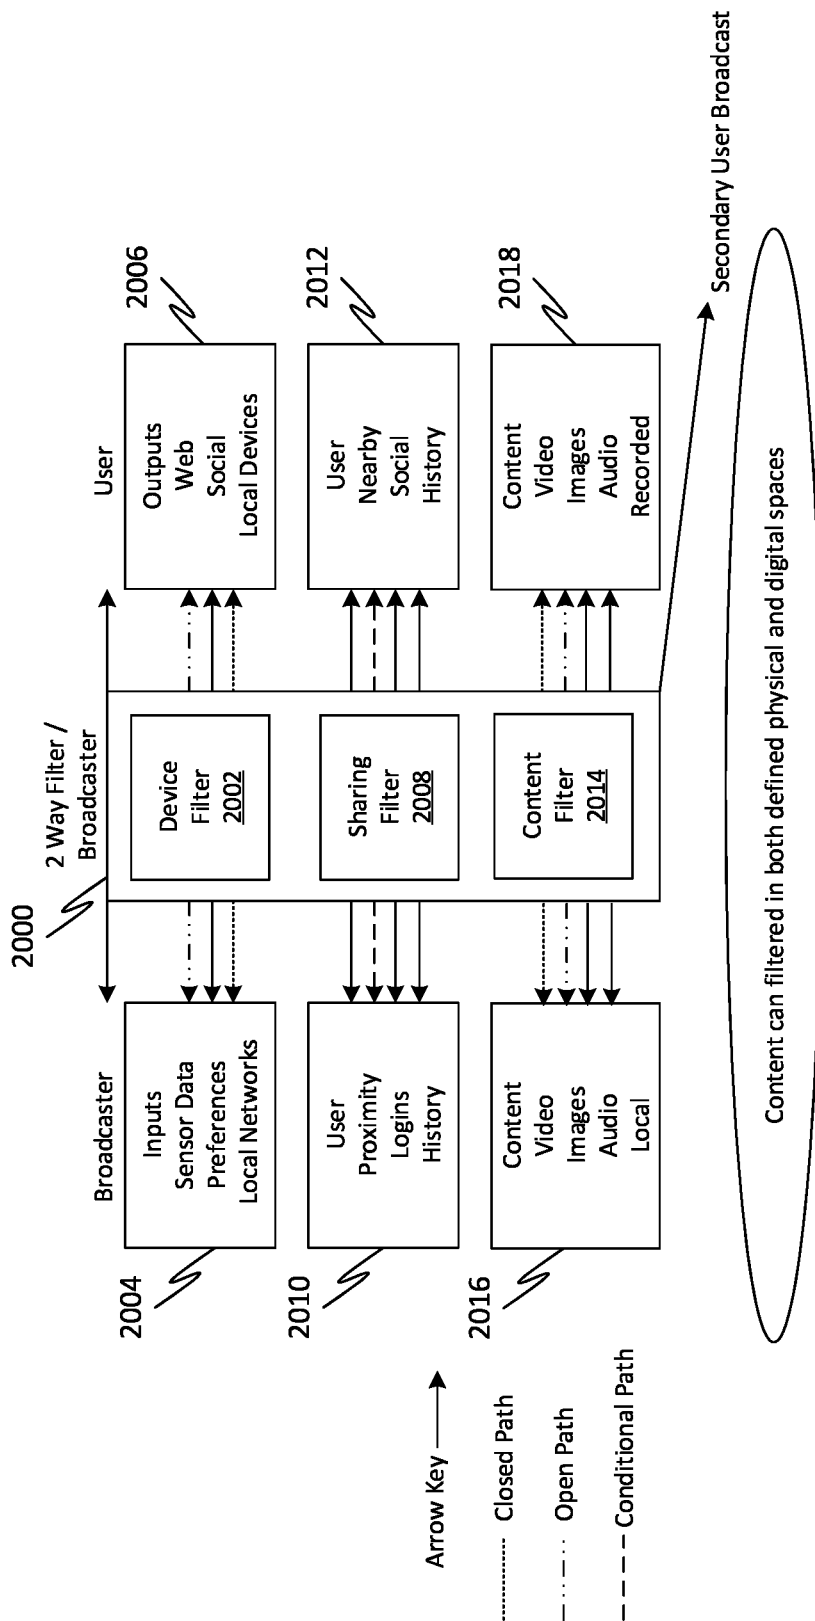 2000
2 Way Filter /
Broadcaster
Broadcaster
User
2004
Inputs
Sensor Data
Preferences
Local Networks
Device
Filter
2002
Outputs
Web
Social
Local Devices
2006
2010
User
Proximity
Logins
History
Sharing
Filter
2008
User
Nearby
Social
History
2012
2016
Content
Video
Images
Audio
Local
Content
Filter
2014
Content
Video
Images
Audio
Recorded
2018
Arrow Key
Closed Path
Open Path
Conditional Path
Secondary User Broadcast
Content can filtered in both defined physical and digital spaces